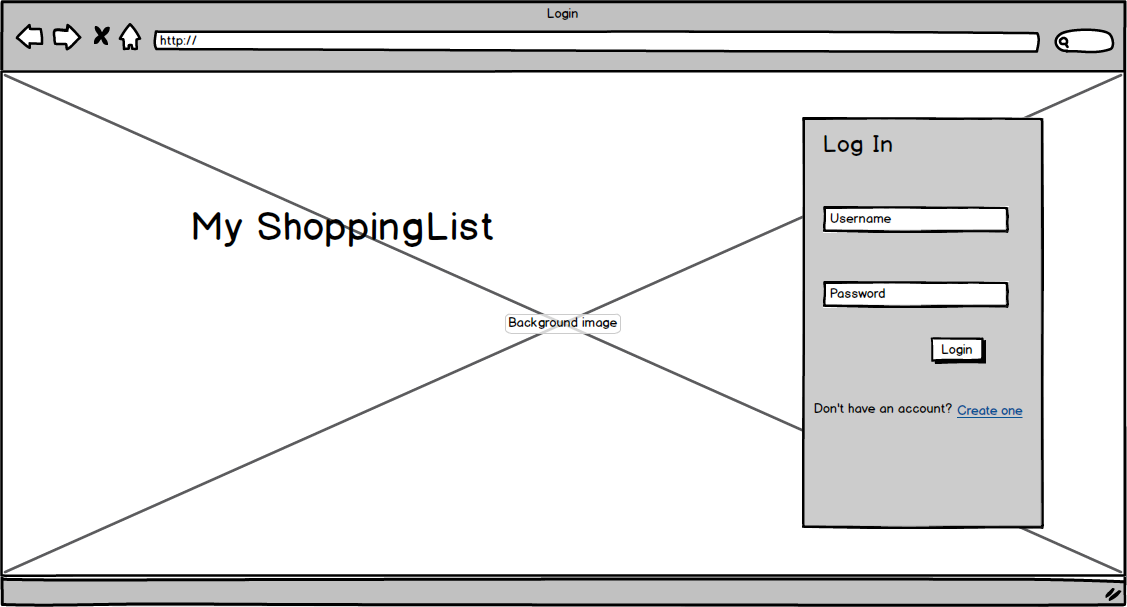 Login
http://
Log In
My ShoppingList
Username
Password
Background image
Login
Don't have an account? Create one